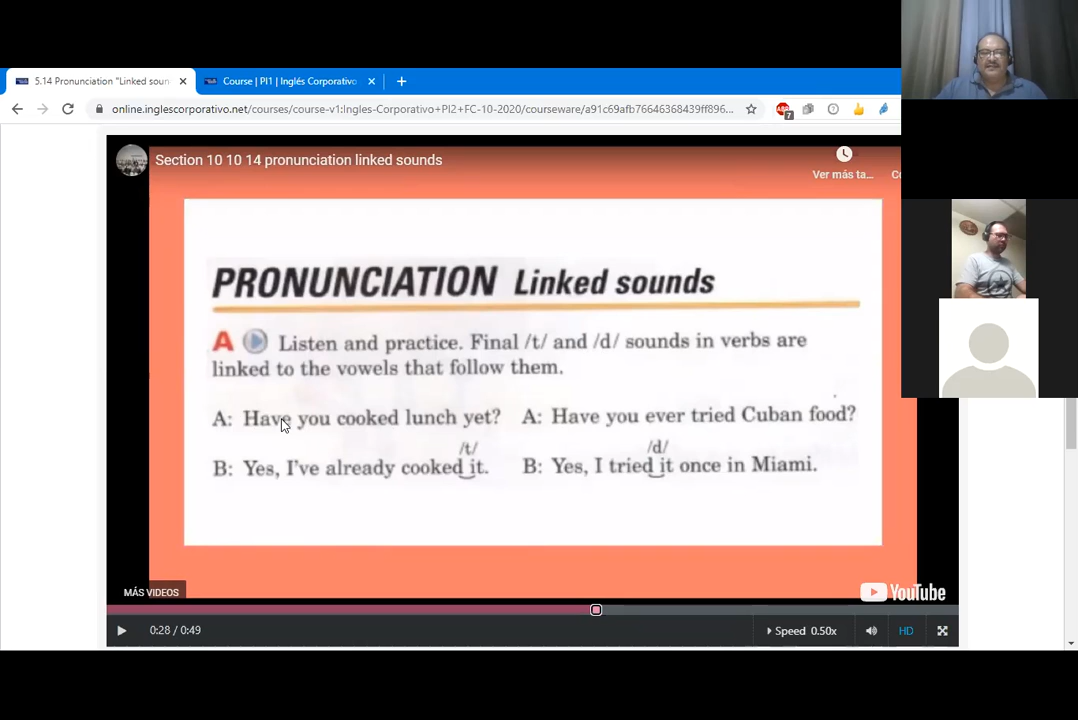 5.14 Pronunciation "Linked soun
Course | PI1 | Inglés Corporativo
online.inglescorporativo.net/courses/course-v1:Ingles-Corporativo+PI2+FC-10-2020/courseware/a91c69afb76646368439ff896...
7
Section 10 10 14 pronunciation linked sounds
Ver más ta...
PRONUNCIATION Linked sounds
A Listen and practice. Final /t/ and /d/ sounds in verbs are
linked to the vowels that follow them.
A: Have you cooked lunch yet?
/t/
B: Yes, I've already cooked it.
A: Have you ever tried Cuban food?
/d/
B: Yes, I tried it once in Miami.
MÁS VIDEOS
YouTube
0:28 / 0:49
Speed 0.50x
HD